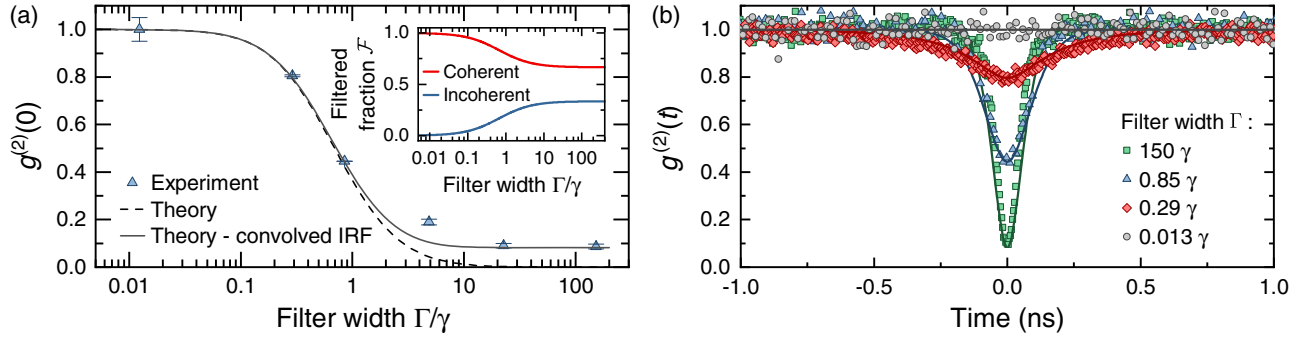 (a)
1.0
0.8
0.6
0.4
0.2
0.0
g(2)(0)
0.01
0.1
1
10
100
Filter width Γ/γ
Experiment
Theory
Theory - convolved IRF
1.0
0.5
0.0
Filtered
fraction ℱ
Coherent
Incoherent
0.01
0.1
1
10
100
Filter width Γ/γ
(b)
1.0
0.8
0.6
0.4
0.2
0.0
g(2)(t)
-1.0
-0.5
0.0
0.5
1.0
Time (ns)
Filter width Γ :
150 γ
0.85 γ
0.29 γ
0.013 γ